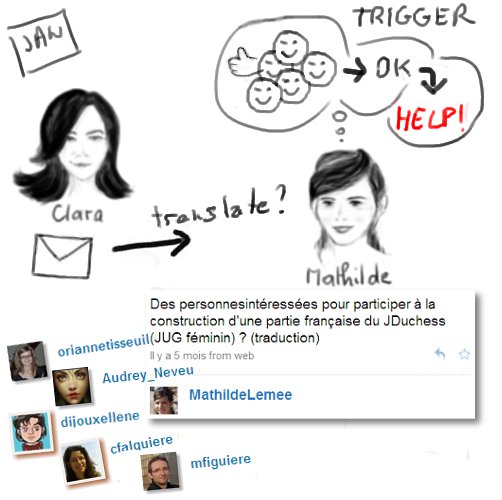 JAN
TRIGGER
OK
HELP!
Clara
translate?
Mathilde
Des personnesintéressées pour participer à la
construction d'une partie française du JDuchess
(JUG féminin) ? (traduction)
Il y a 5 mois from web
MathildeLemee
oriannetisseuil
Audrey_Neveu
dijouxellene
cfalguiere
mfiguiere